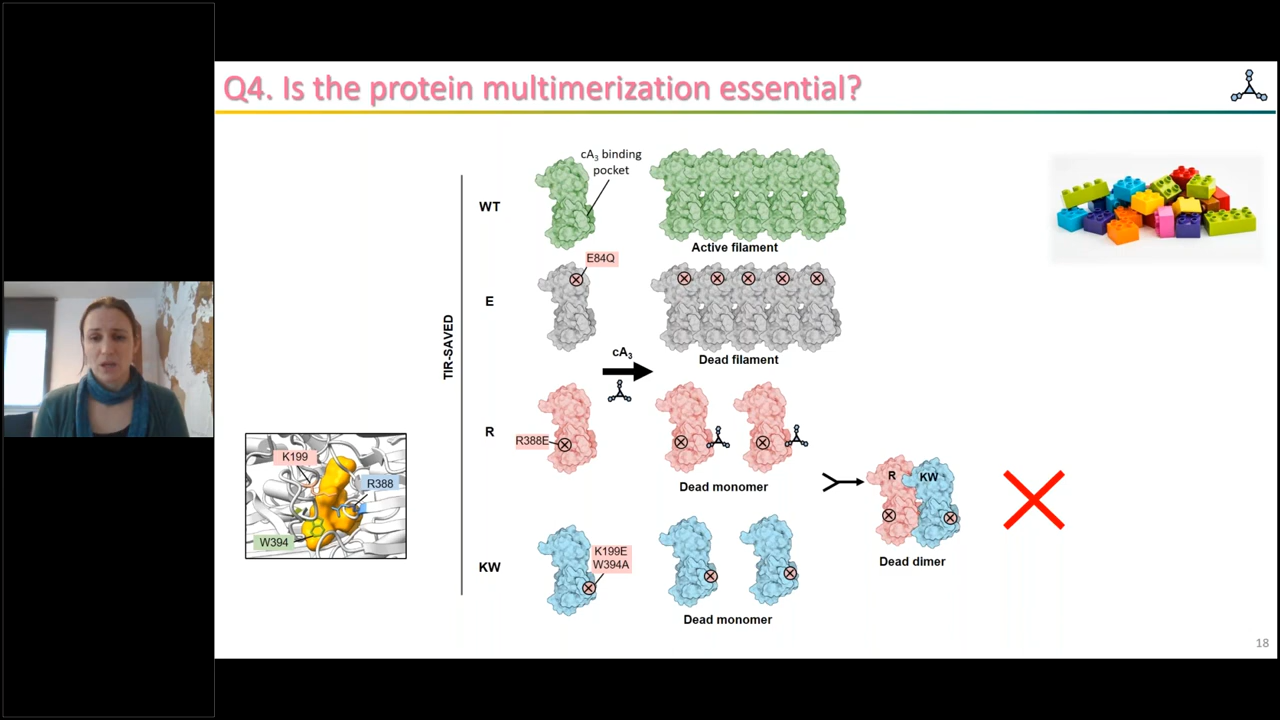 Q4. Is the protein multimerization essential?
cA₃ binding
pocket
WT
Active filament
E84Q
E
Dead filament
TIR-SAVED
cA₃
R
R388E
Dead monomer
K199
R388
W394
R
KW
Dead dimer
K199E
W394A
KW
Dead monomer
18